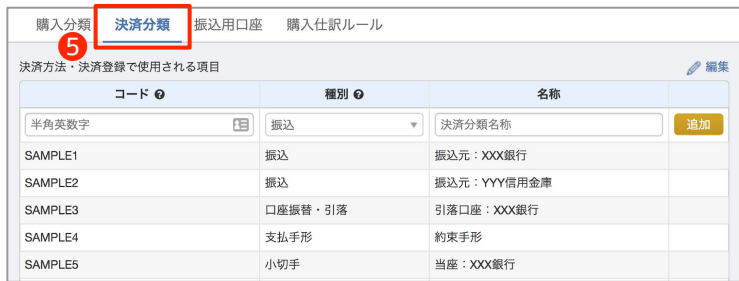 購入分類 決済分類 振込用口座 購入仕訳ルール
5
決済方法・決済登録で使用される項目 編集
コード ? 種別 ? 名称
半角英数字 振込 決済分類名称 追加
SAMPLE1 振込 振込元：XXX銀行
SAMPLE2 振込 振込元：YYY信用金庫
SAMPLE3 口座振替・引落 引落口座：XXX銀行
SAMPLE4 支払手形 約束手形
SAMPLE5 小切手 当座：XXX銀行